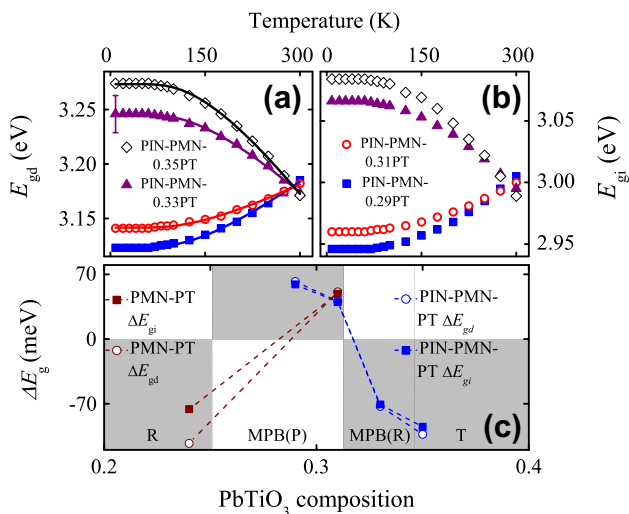 Temperature (K)
0 150 300 0 150 300
3.25
3.20
3.15
E_gd (eV)
(a)
PIN-PMN-
0.35PT
PIN-PMN-
0.33PT
(b)
PIN-PMN-
0.31PT
PIN-PMN-
0.29PT
3.05
3.00
2.95
E_gi (eV)
70
0
-70
ΔE_g (meV)
PMN-PT
ΔE_gi
PMN-PT
ΔE_gd
PIN-PMN-
PT ΔE_gd
PIN-PMN-
PT ΔE_gi
(c)
R MPB(P) MPB(R) T
0.2 0.3 0.4
PbTiO₃ composition